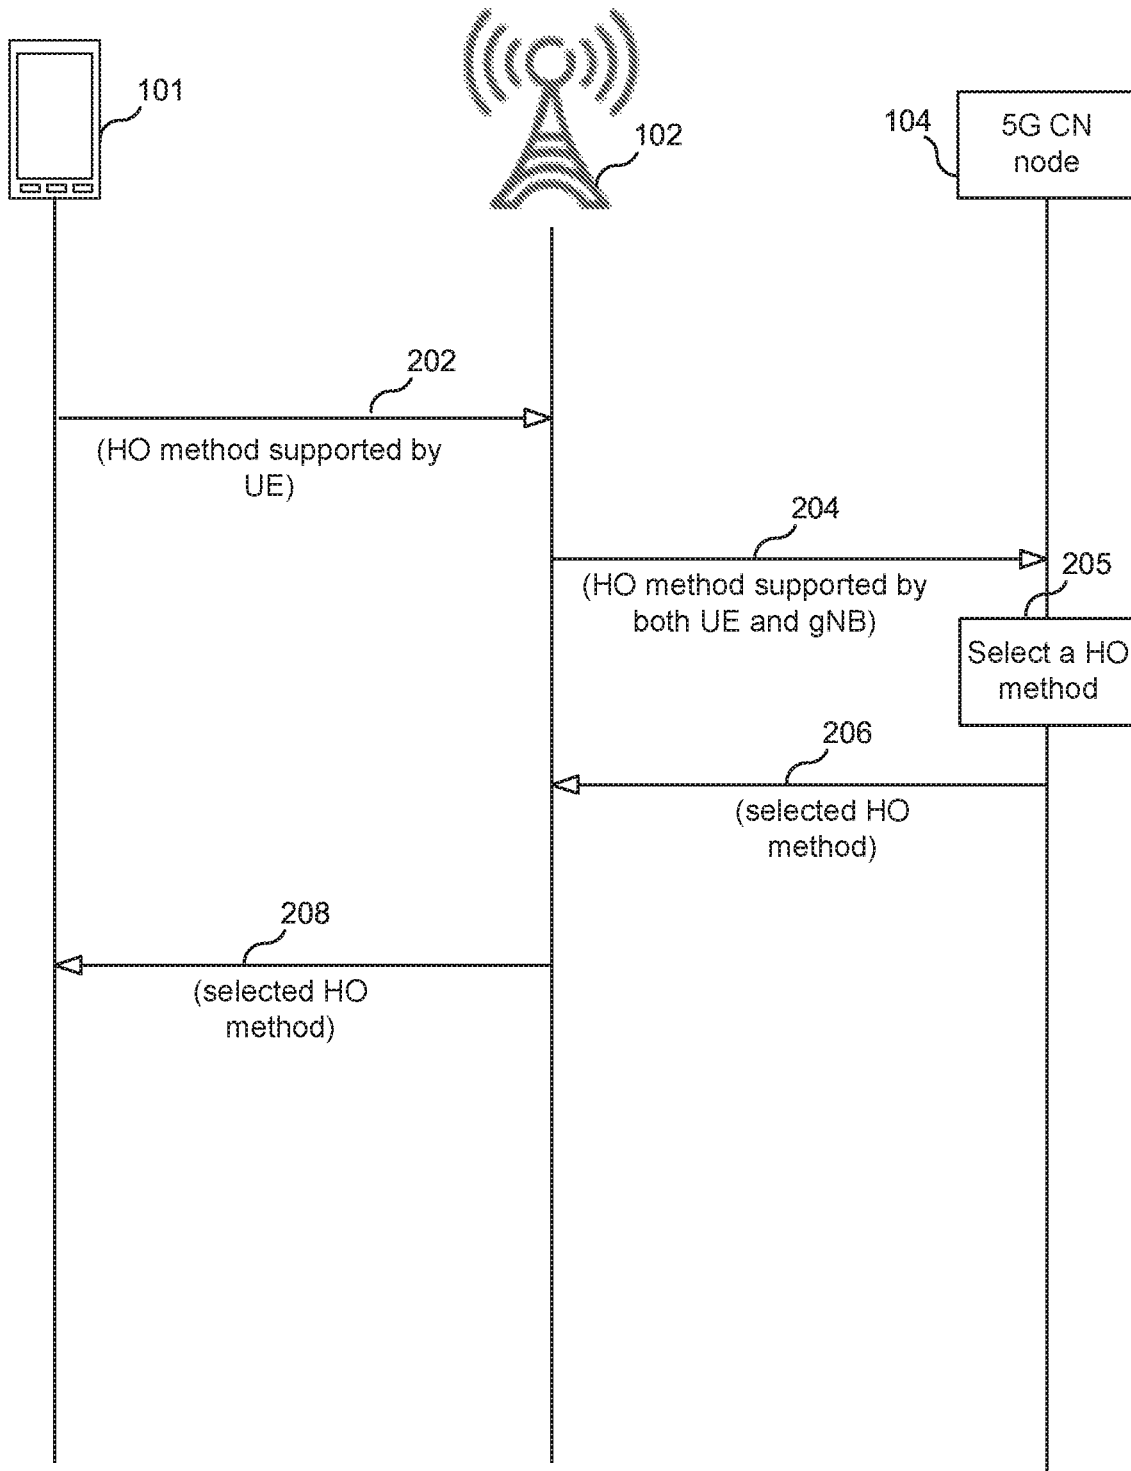 101
102
104
5G CN
node
202
(HO method supported by
UE)
204
(HO method supported by
both UE and gNB)
205
Select a HO
method
206
(selected HO
method)
208
(selected HO
method)